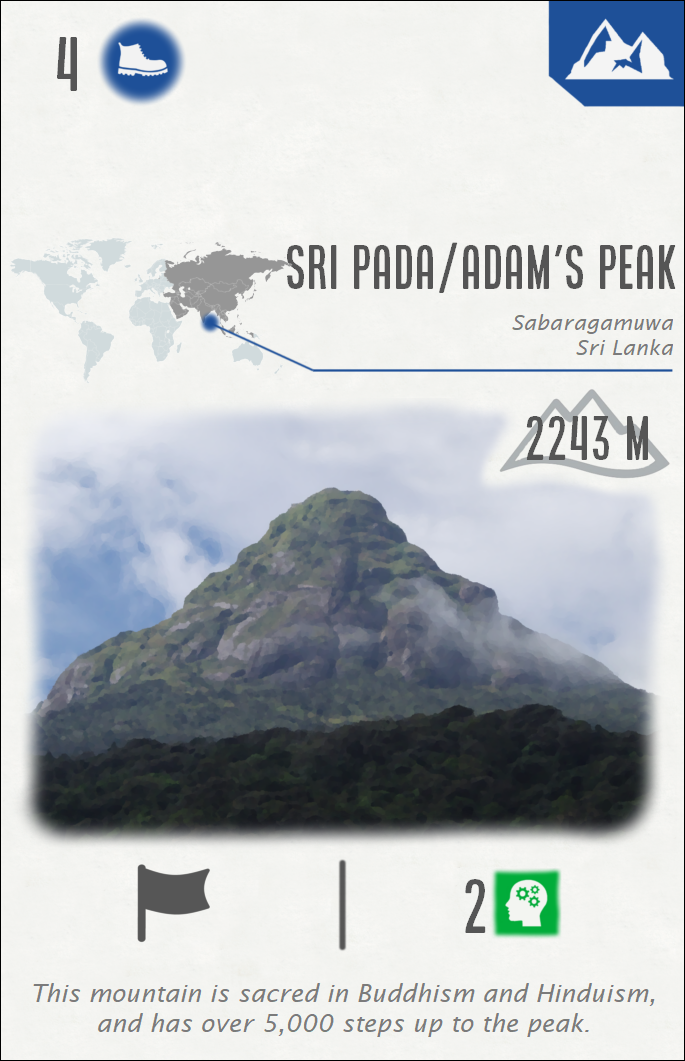 4
SRI PADA/ADAM'S PEAK
Sabaragamuwa
Sri Lanka
2243 M
2
This mountain is sacred in Buddhism and Hinduism,
and has over 5,000 steps up to the peak.